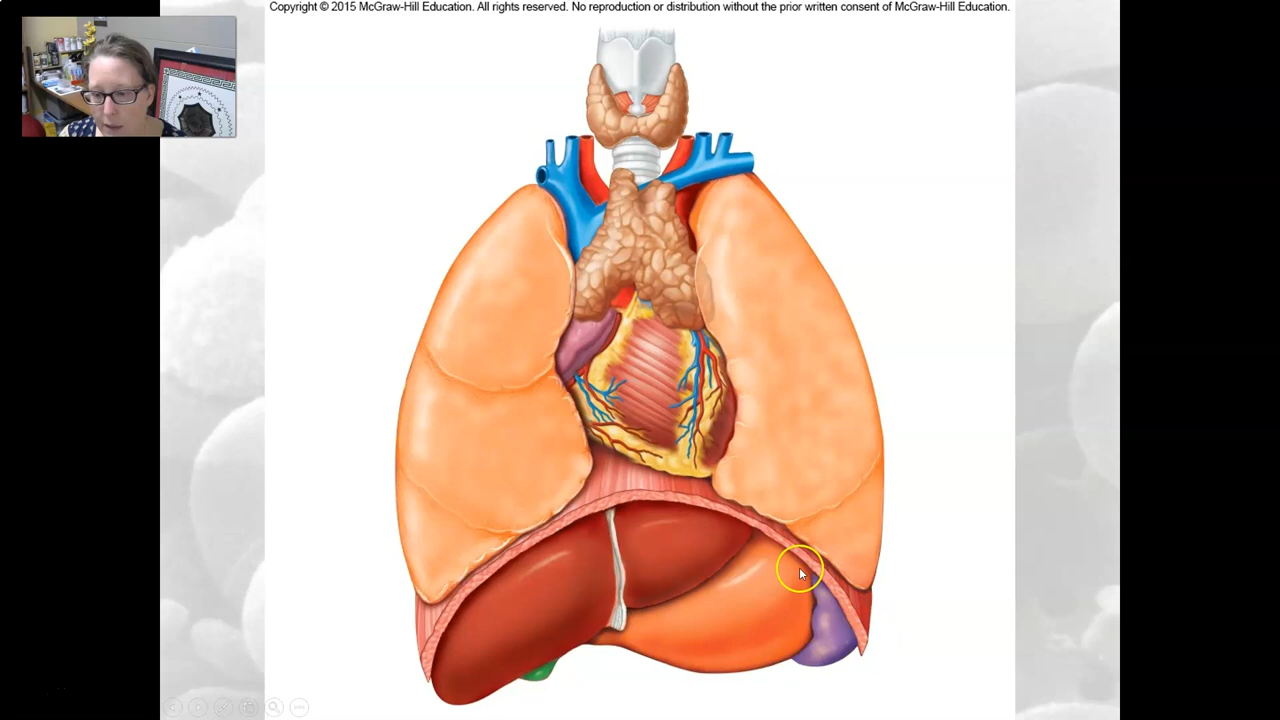 Copyright © 2015 McGraw-Hill Education. All rights reserved. No reproduction or distribution without the prior written consent of McGraw-Hill Education.